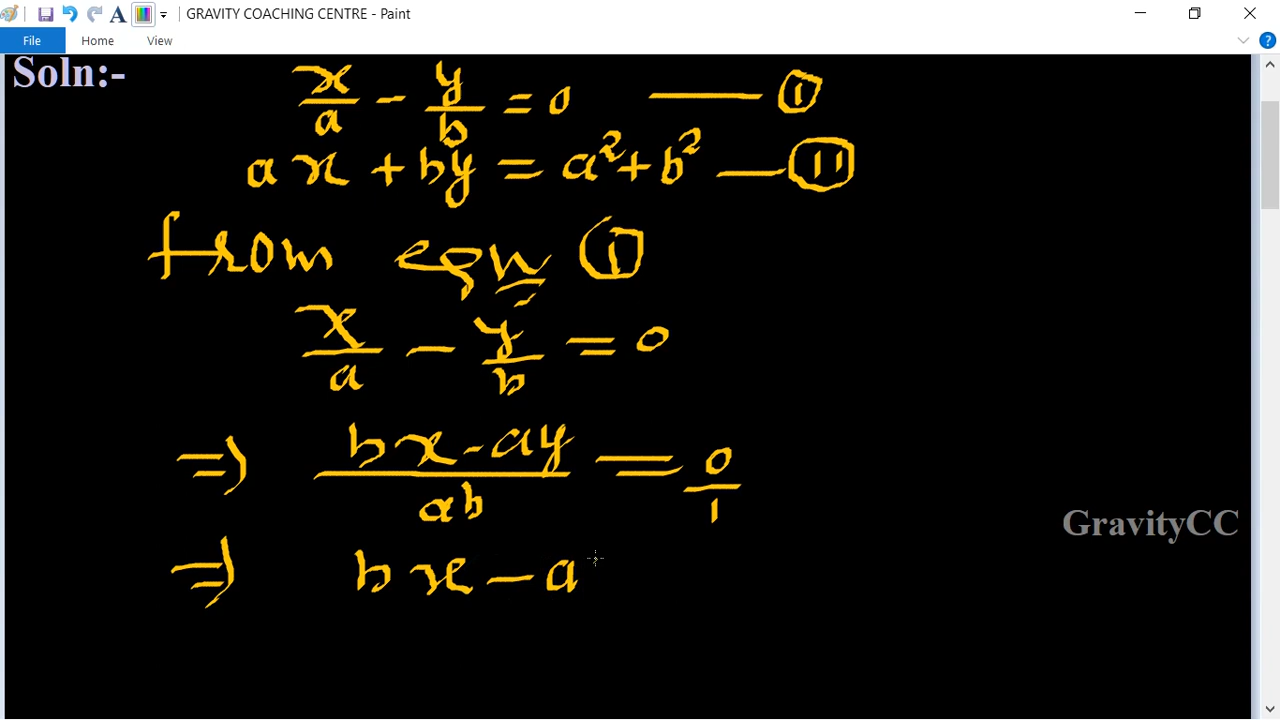 GRAVITY COACHING CENTRE - Paint
File Home View
Soln:-
x/a - y/b = 0 —— (I)
ax + by = a² + b² — (II)
from eqn (I)
x/a - y/b = 0
=> (bx - ay)/ab = 0/1
=> bx - a
GravityCC